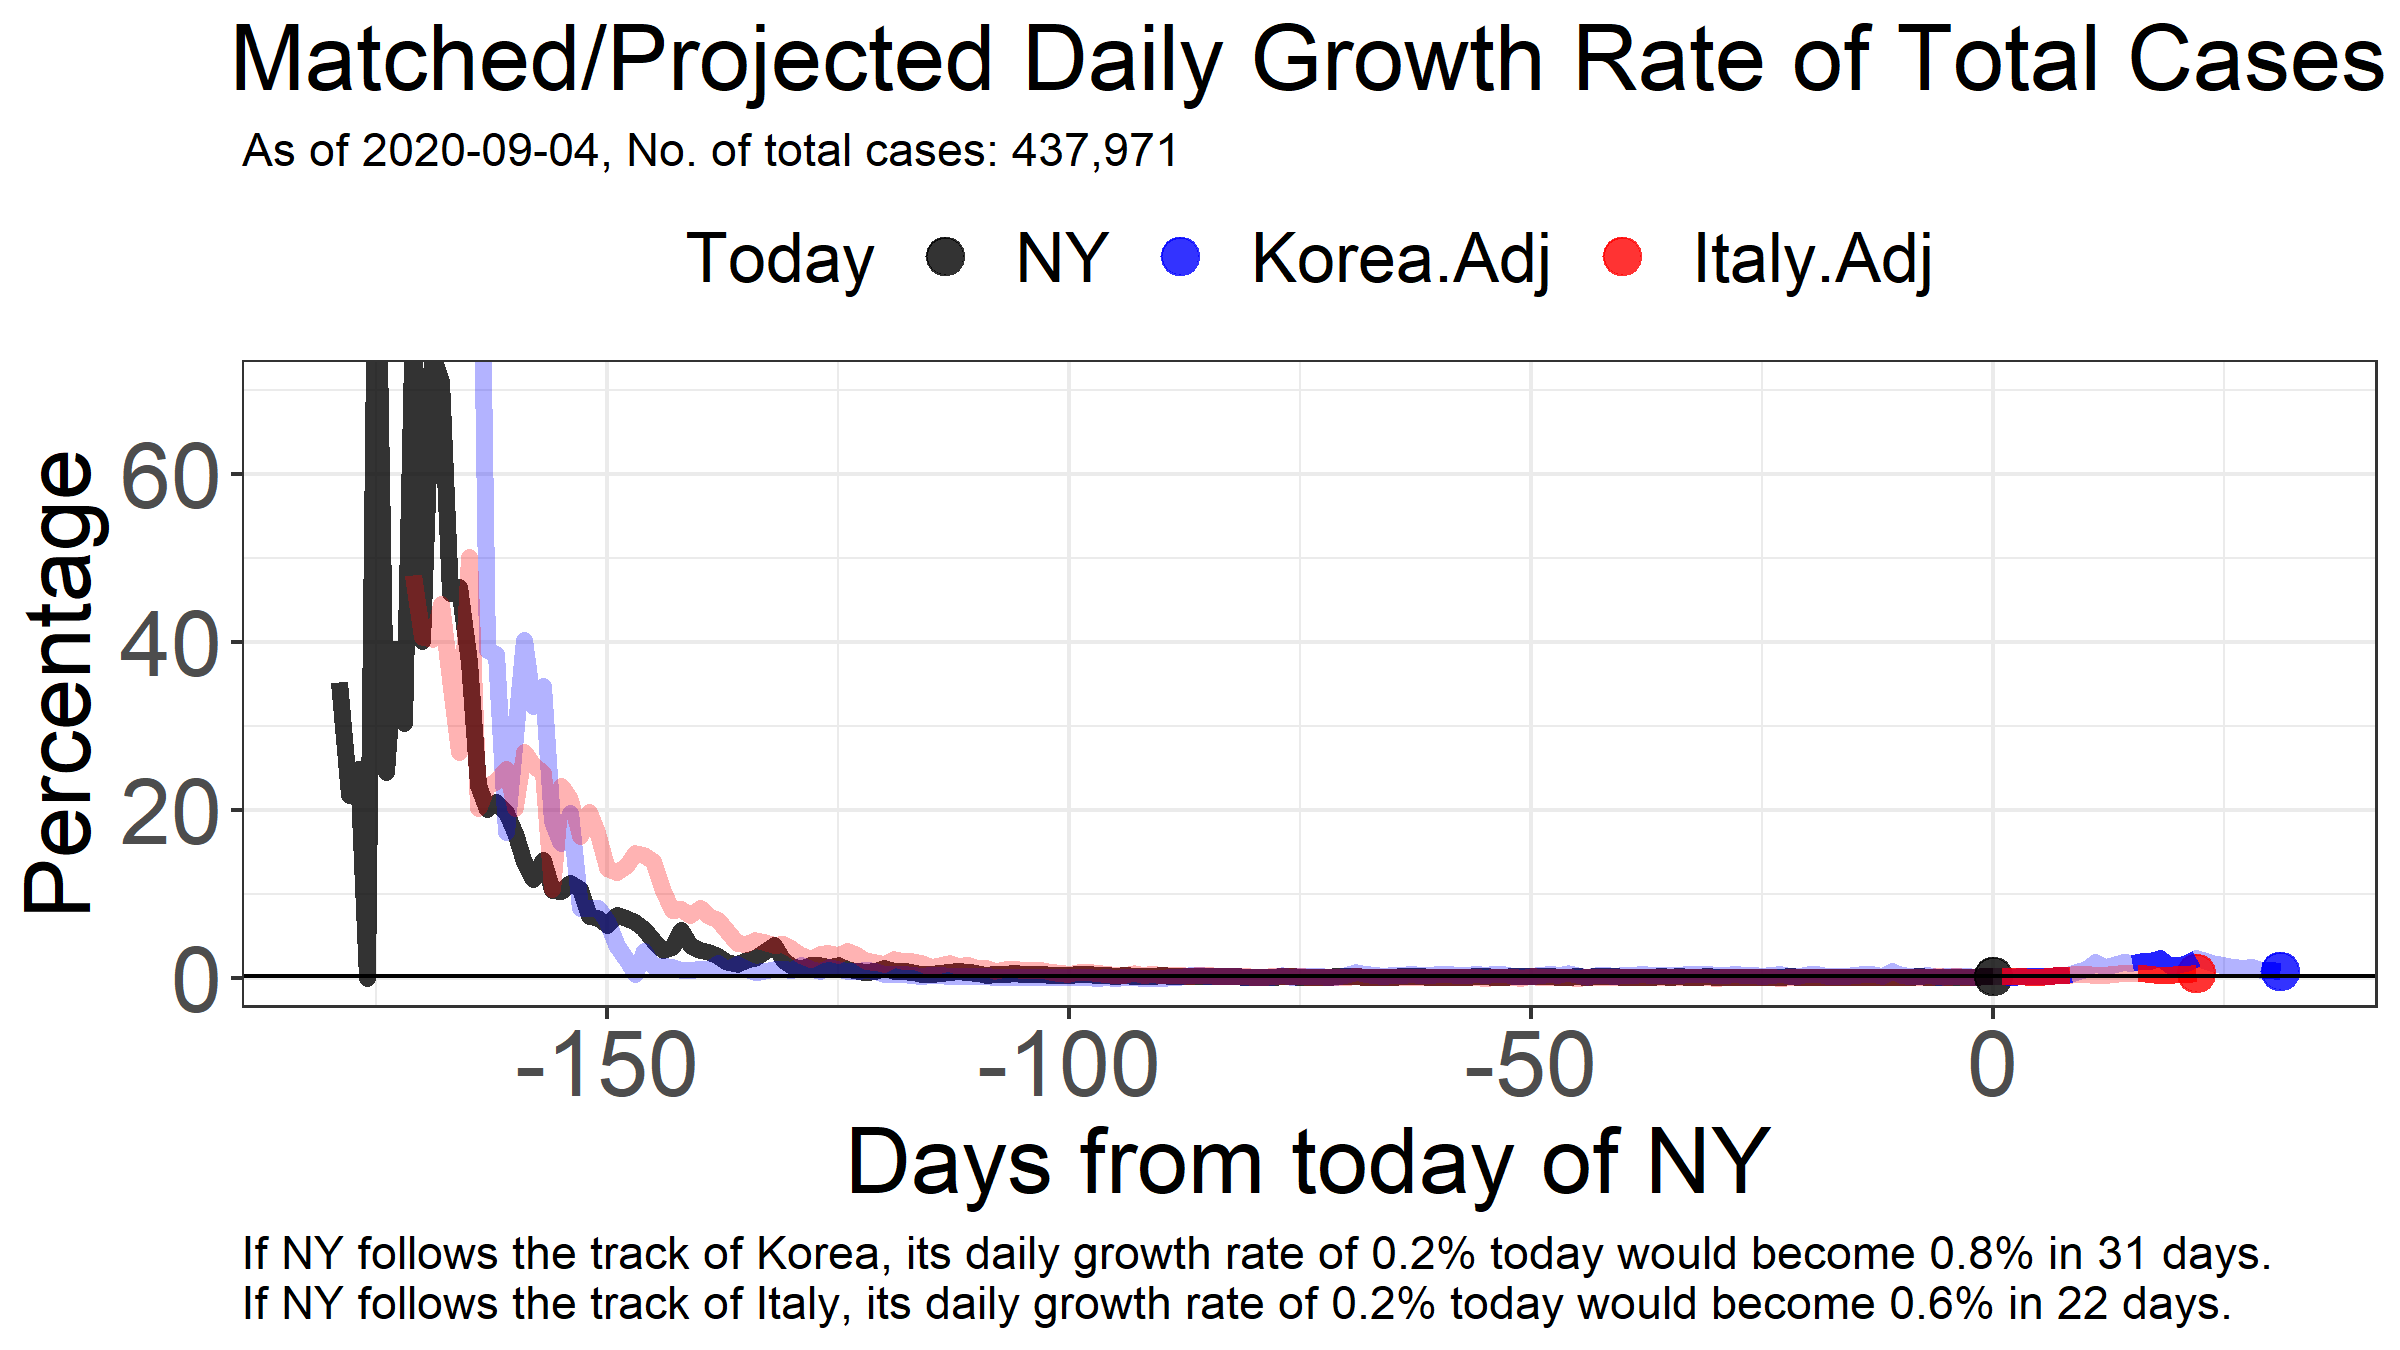 Matched/Projected Daily Growth Rate of Total Cases
As of 2020-09-04, No. of total cases: 437,971
Today NY Korea.Adj Italy.Adj
Percentage
60
40
20
0
-150 -100 -50 0
Days from today of NY
If NY follows the track of Korea, its daily growth rate of 0.2% today would become 0.8% in 31 days.
If NY follows the track of Italy, its daily growth rate of 0.2% today would become 0.6% in 22 days.